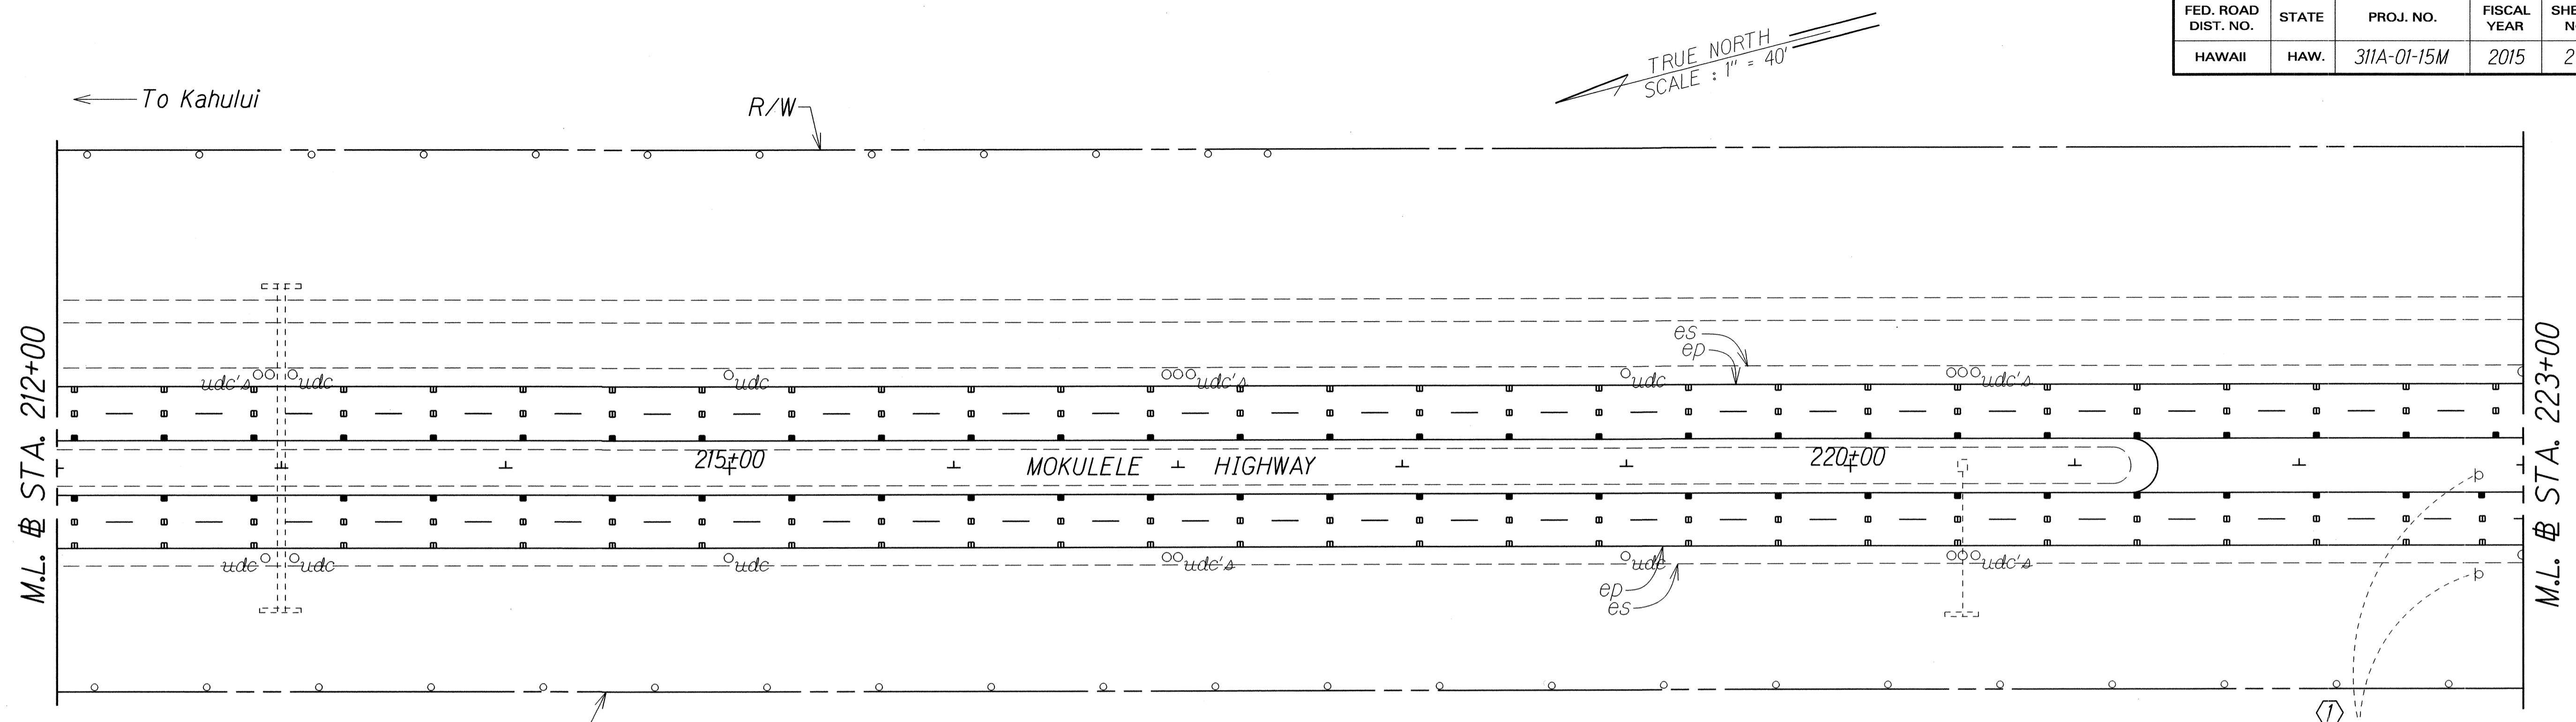 FED. ROAD DIST. NO. STATE PROJ. NO. FISCAL YEAR
HAWAII HAW. 311A-01-15M 2015 2
TRUE NORTH
SCALE : 1" = 40'
To Kahului
R/W
M.L. ℄ STA. 212+00
M.L. ℄ STA. 223+00
es
ep
udc's udc udc udc's udc udc's
215+00 MOKULELE HIGHWAY 220+00
p
udc udc udc udc's udc udc's
p
ep
es
1